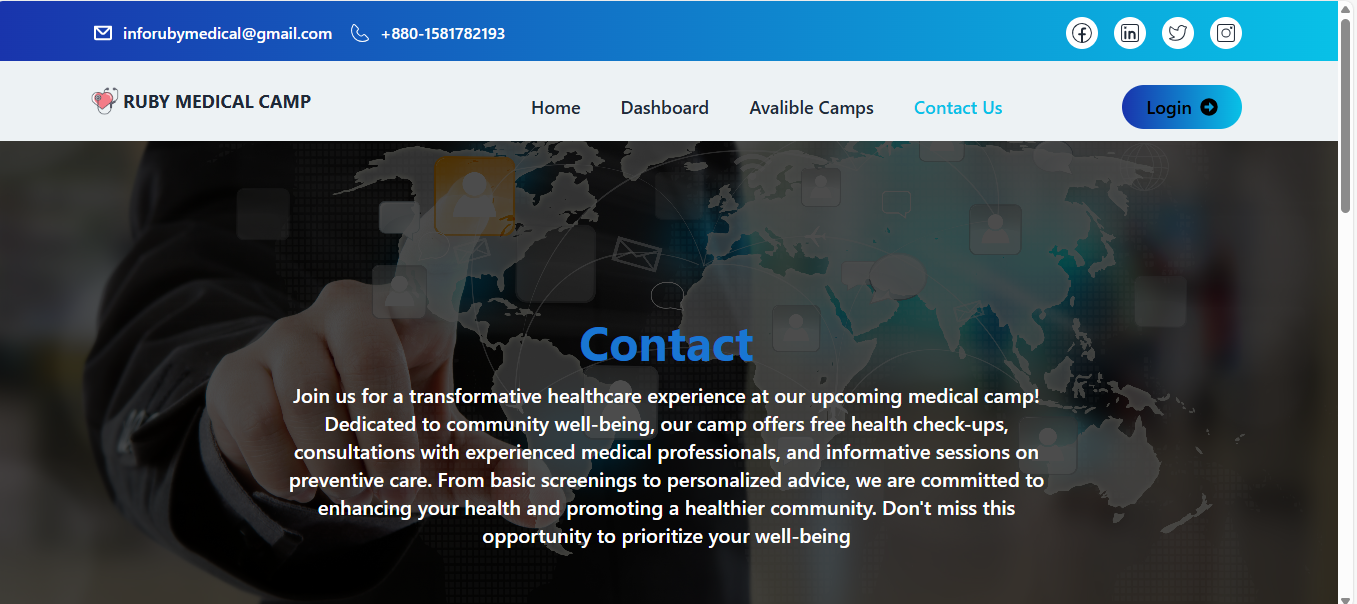 inforubymedical@gmail.com +880-1581782193
RUBY MEDICAL CAMP Home Dashboard Avalible Camps Contact Us Login
Contact
Join us for a transformative healthcare experience at our upcoming medical camp!
Dedicated to community well-being, our camp offers free health check-ups,
consultations with experienced medical professionals, and informative sessions on
preventive care. From basic screenings to personalized advice, we are committed to
enhancing your health and promoting a healthier community. Don't miss this
opportunity to prioritize your well-being